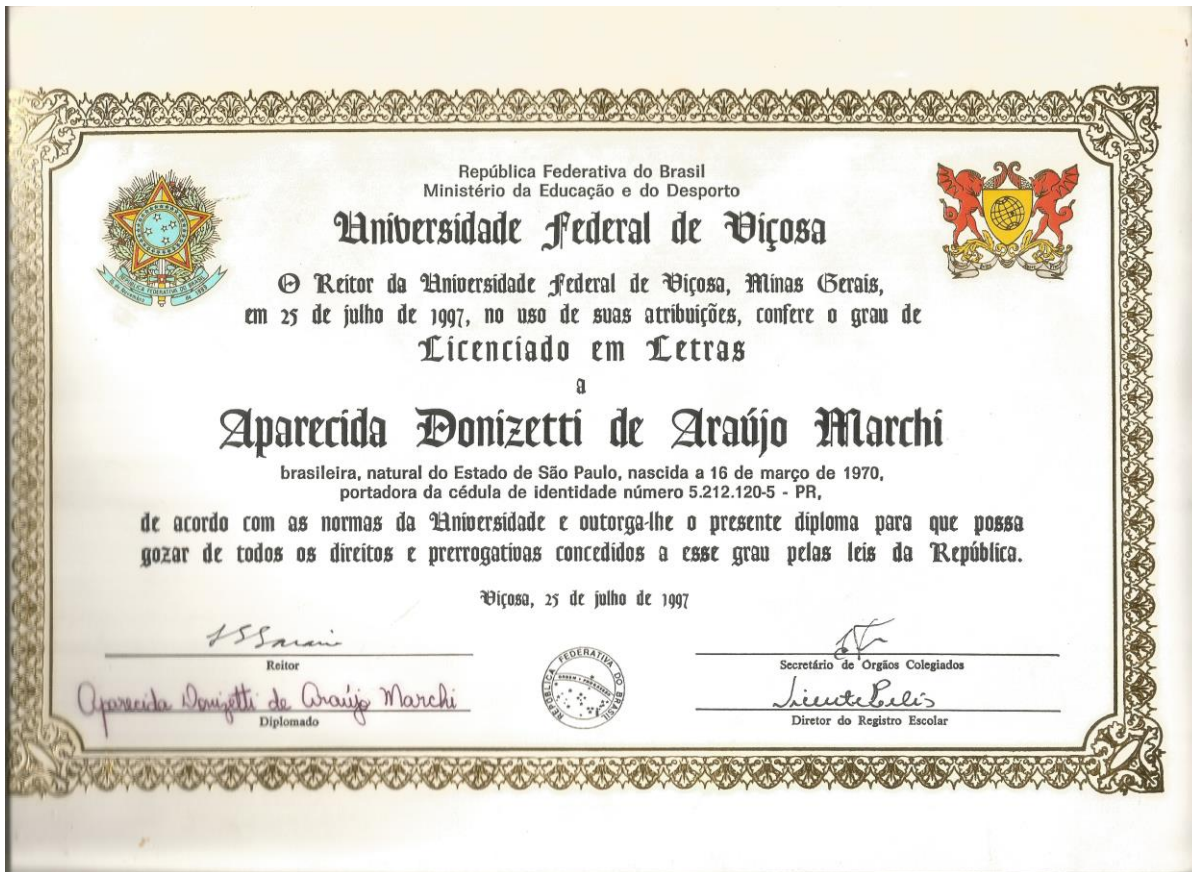 República Federativa do Brasil
Ministério da Educação e do Desporto
Universidade Federal de Viçosa
O Reitor da Universidade Federal de Viçosa, Minas Gerais,
em 25 de julho de 1997, no uso de suas atribuições, confere o grau de
Licenciado em Letras
a
Aparecida Donizetti de Araújo Marchi
brasileira, natural do Estado de São Paulo, nascida a 16 de março de 1970,
portadora da cédula de identidade número 5.212.120-5 - PR,
de acordo com as normas da Universidade e outorga-lhe o presente diploma para que possa
gozar de todos os direitos e prerrogativas concedidos a esse grau pelas leis da República.
Viçosa, 25 de julho de 1997
Reitor
Secretário de Órgãos Colegiados
Aparecida Donizetti de Araújo Marchi
Diplomado
REPÚBLICA FEDERATIVA DO BRASIL
Diretor do Registro Escolar